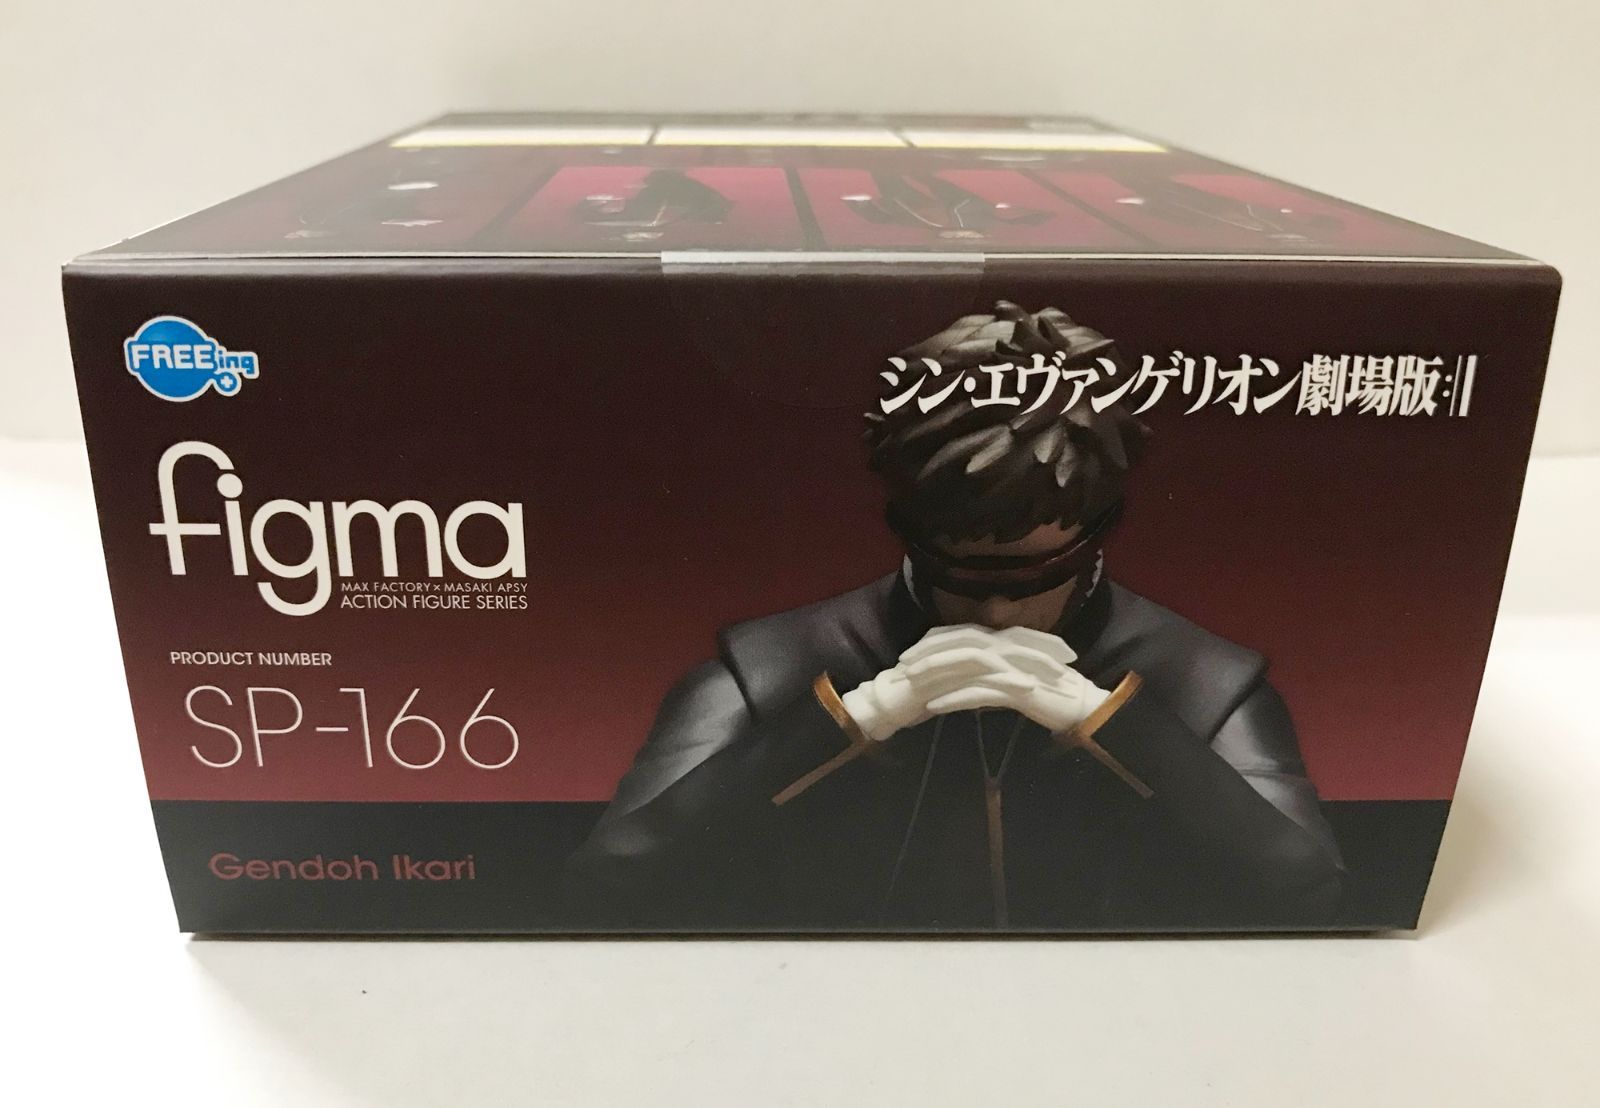 FREEing
シン・エヴァンゲリオン劇場版:||
figma
MAX FACTORY × MASAKI APSY
ACTION FIGURE SERIES
PRODUCT NUMBER
SP-166
Gendoh Ikari